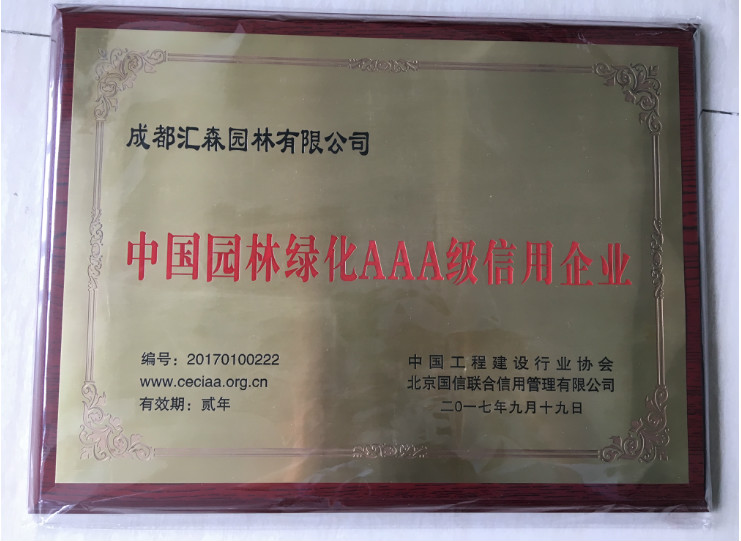 成都汇森园林有限公司
中国园林绿化AAA级信用企业
编号：20170100222
www.ceciaa.org.cn
有效期：贰年
中国工程建设行业协会
北京国信联合信用管理有限公司
二〇一七年九月十九日